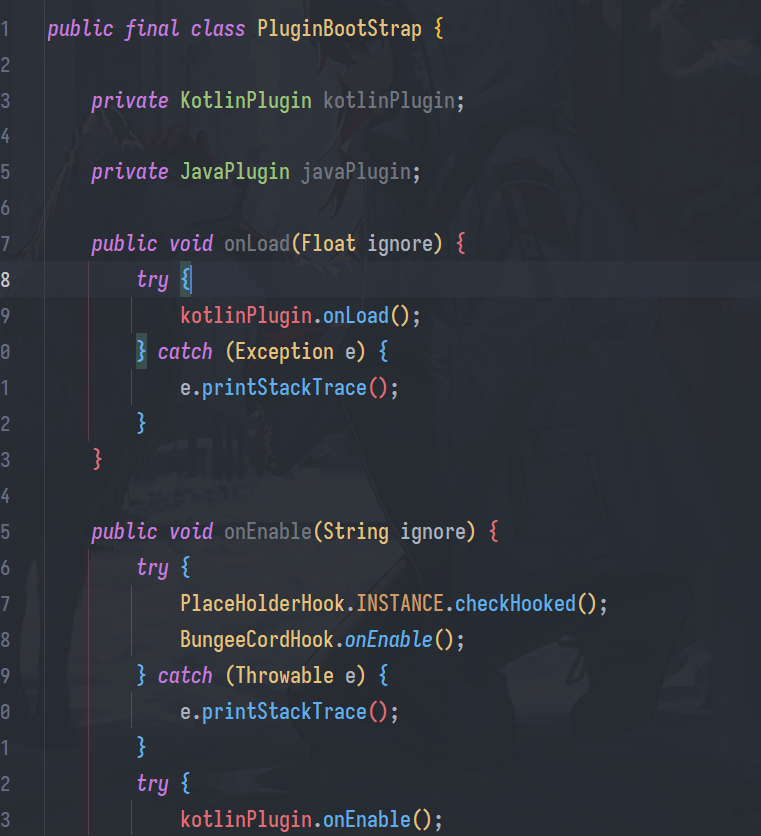 1 public final class PluginBootStrap {
2
3     private KotlinPlugin kotlinPlugin;
4
5     private JavaPlugin javaPlugin;
6
7     public void onLoad(Float ignore) {
8         try {
9             kotlinPlugin.onLoad();
0         } catch (Exception e) {
1             e.printStackTrace();
2         }
3     }
4
5     public void onEnable(String ignore) {
6         try {
7             PlaceHolderHook.INSTANCE.checkHooked();
8             BungeeCordHook.onEnable();
9         } catch (Throwable e) {
0             e.printStackTrace();
1         }
2         try {
3             kotlinPlugin.onEnable();